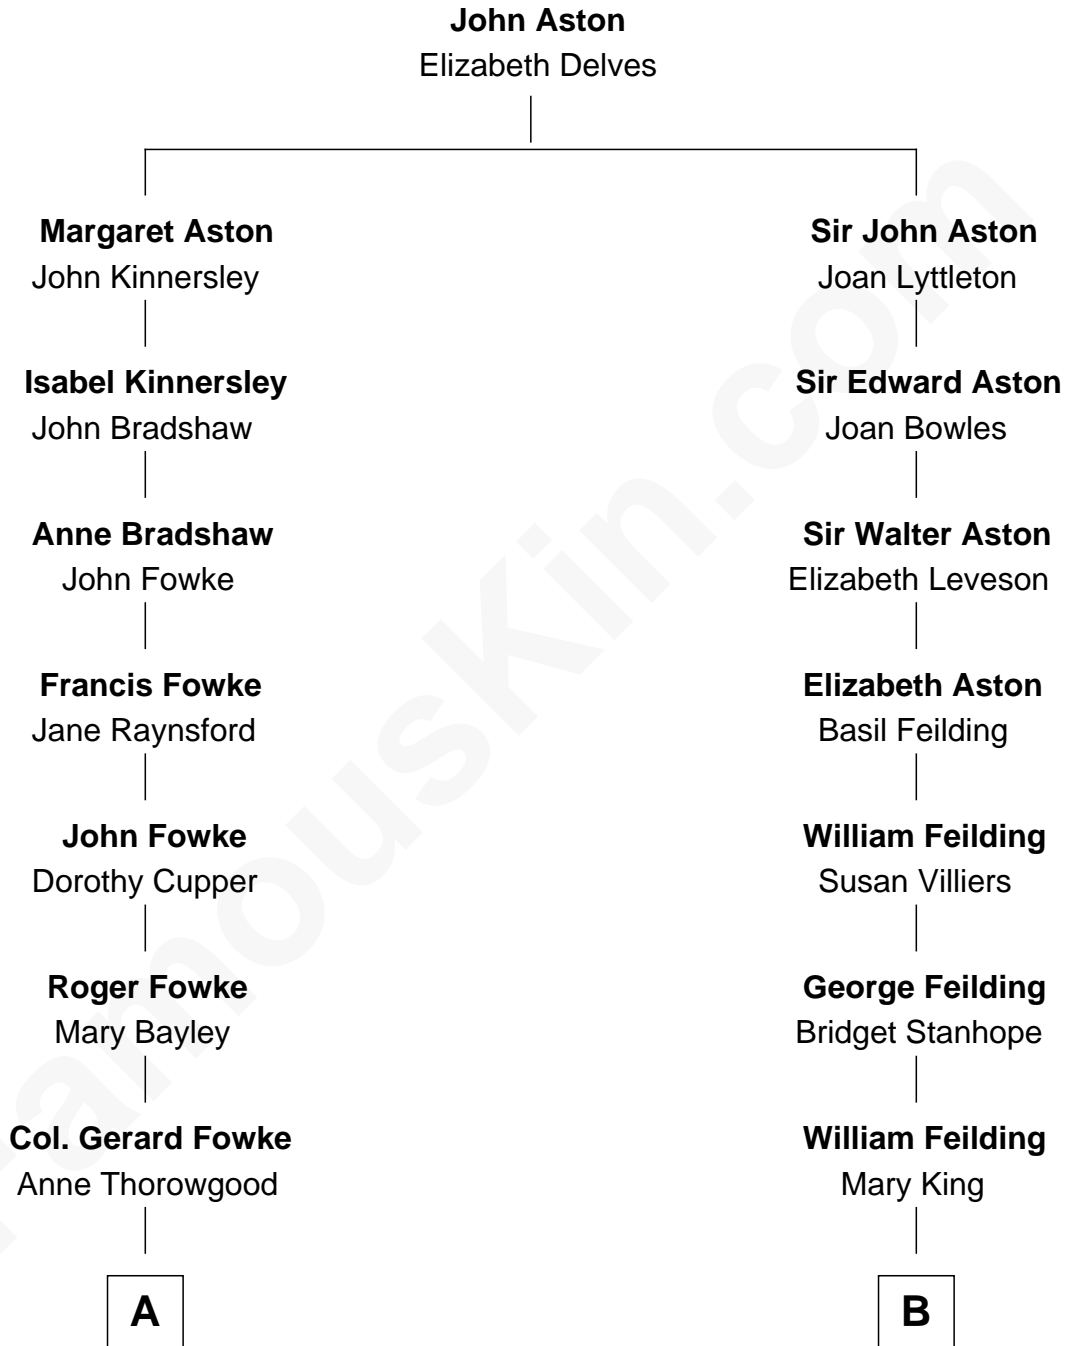 John Aston
Elizabeth Delves
Margaret Aston
John Kinnersley
Sir John Aston
Joan Lyttleton
Isabel Kinnersley
John Bradshaw
Sir Edward Aston
Joan Bowles
Anne Bradshaw
John Fowke
Sir Walter Aston
Elizabeth Leveson
Francis Fowke
Jane Raynsford
Elizabeth Aston
Basil Feilding
John Fowke
Dorothy Cupper
William Feilding
Susan Villiers
Roger Fowke
Mary Bayley
George Feilding
Bridget Stanhope
Col. Gerard Fowke
Anne Thorowgood
William Feilding
Mary King
A
B
FamousKin.com